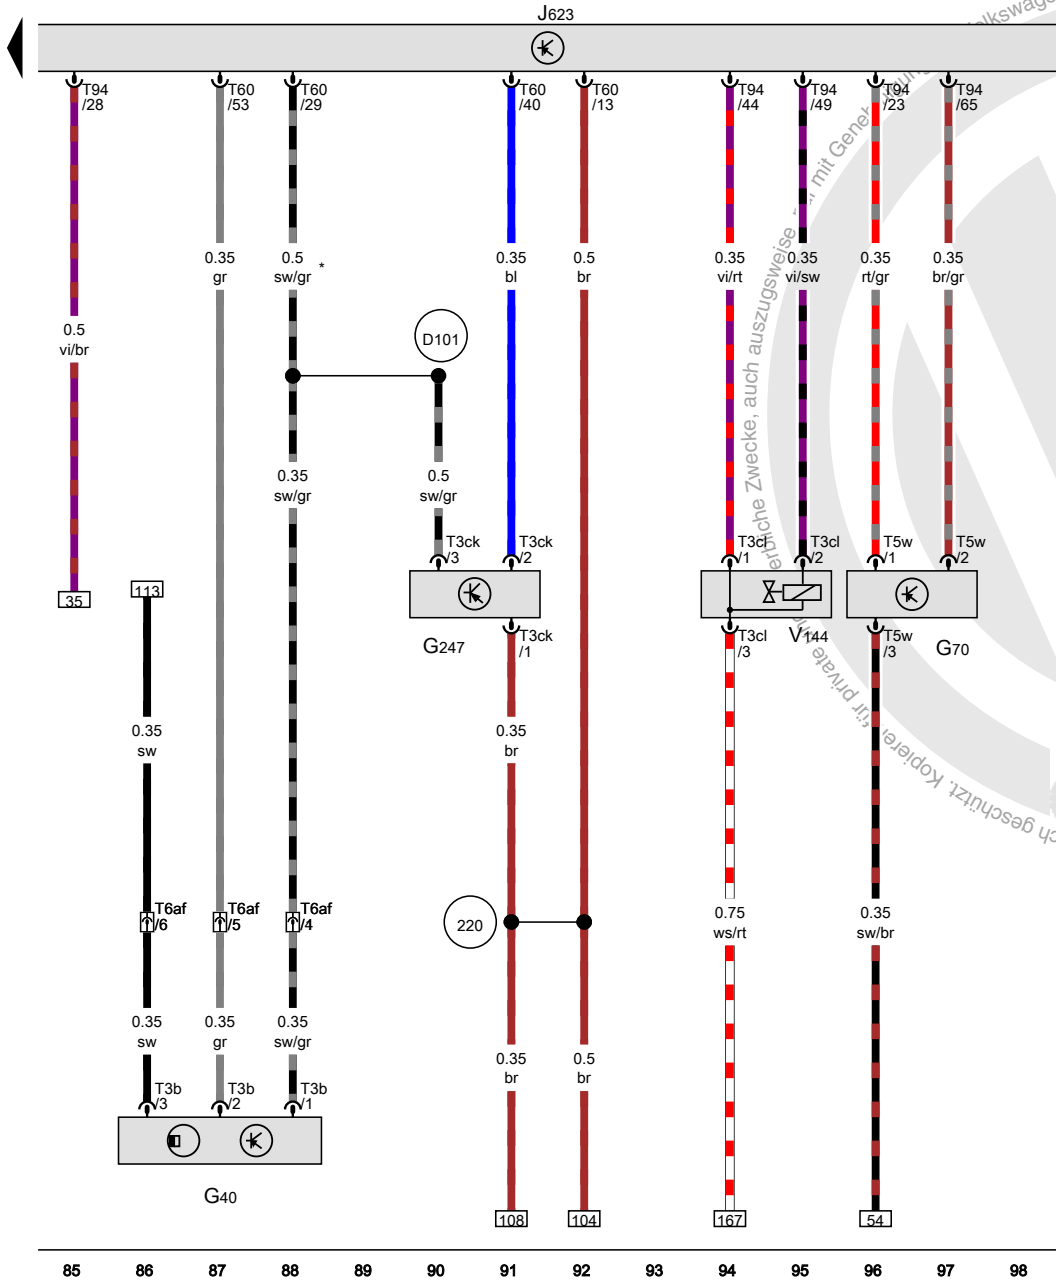 J623
T94
/28
T60
/53
T60
/29
T60
/40
T60
/13
T94
/44
T94
/49
T94
/23
T94
/65
0.35
gr
0.5
sw/gr *
0.35
bl
0.5
br
0.35
vi/rt
0.35
vi/sw
0.35
rt/gr
0.35
br/gr
0.5
vi/br
D101
0.35
sw/gr
0.5
sw/gr
T3ck
/3
T3ck
/2
T3cl
/1
T3cl
/2
T5w
/1
T5w
/2
35
113
G247
T3ck
/1
T3cl
/3
V144
T5w
/3
G70
0.35
sw
0.35
br
T6af
/6
T6af
/5
T6af
/4
220
0.75
ws/rt
0.35
sw/br
0.35
sw
0.35
gr
0.35
sw/gr
0.35
br
0.5
br
T3b
/3
T3b
/2
T3b
/1
G40
108
104
167
54
85 86 87 88 89 90 91 92 93 94 95 96 97 98
erbliche Zwecke, auch auszugsweise,
mit
für private
geschützt. Kopieren